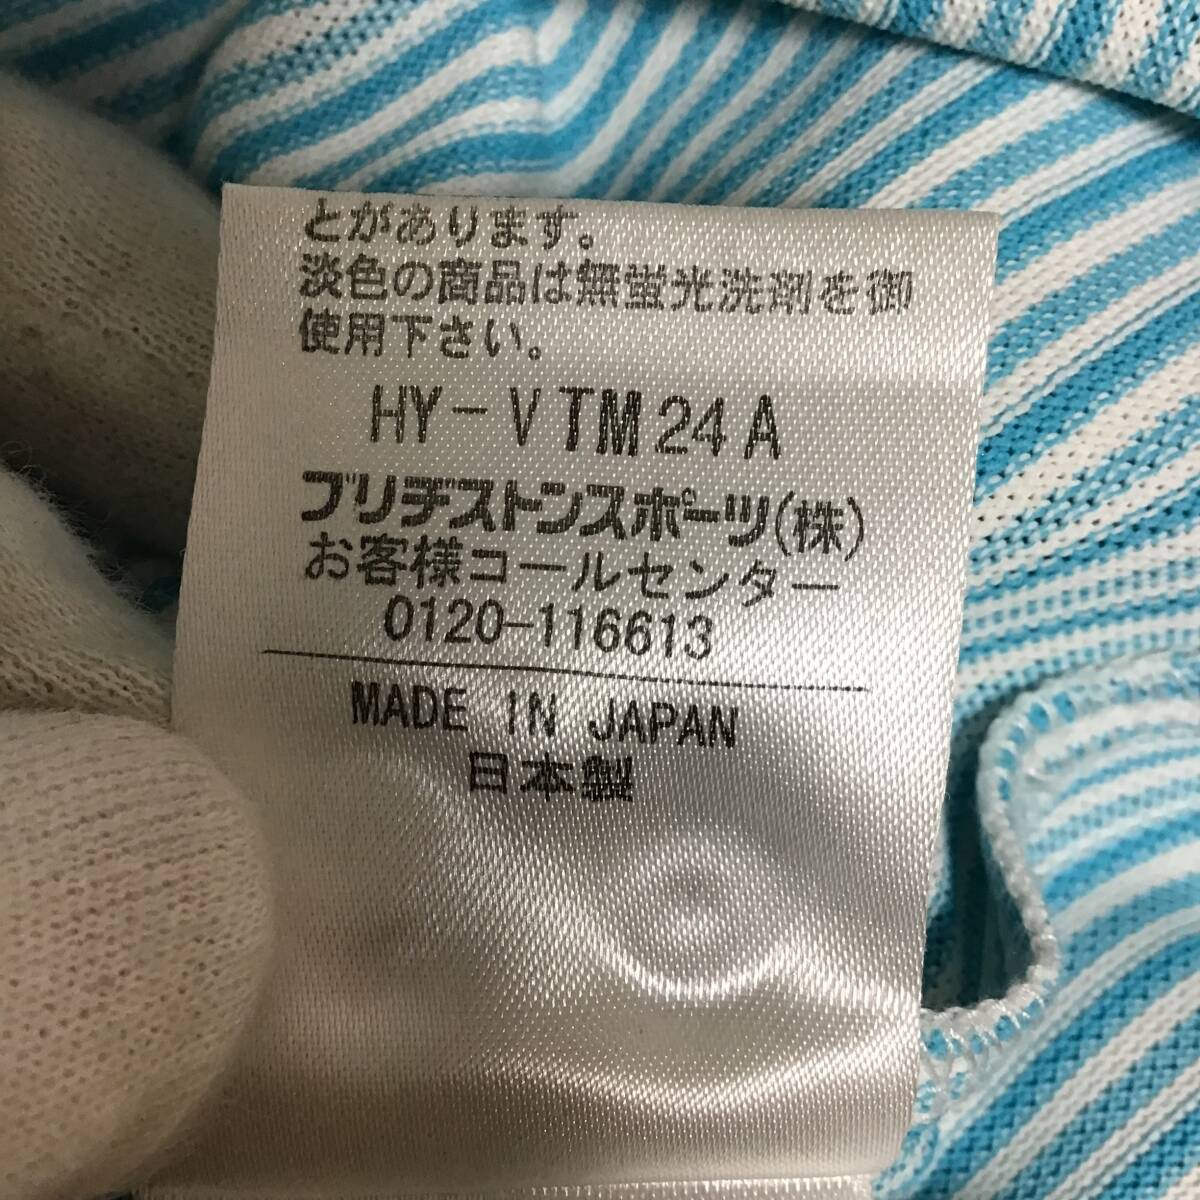 とがあります。
淡色の商品は無蛍光洗剤を御
使用下さい。
HY-VTM24A
ブリヂストンスポーツ(株)
お客様コールセンター
0120-116613
MADE IN JAPAN
日本製